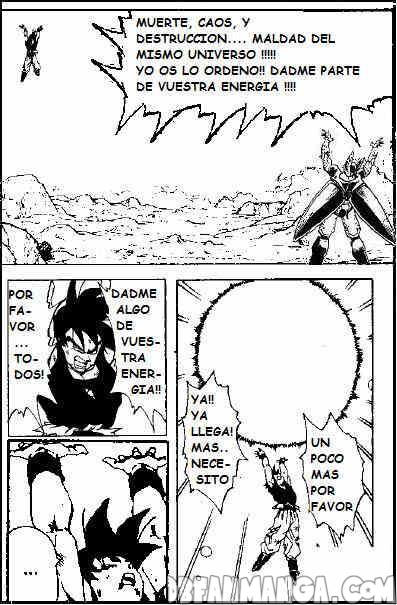 MUERTE, CAOS, Y
DESTRUCCION.... MALDAD DEL
MISMO UNIVERSO !!!!!
YO OS LO ORDENO!! DADME PARTE
DE VUESTRA ENERGIA !!!!
POR
FA-
VOR
...
TO-
DOS!
DADME
ALGO
DE
VUES-
TRA
ENER-
GIA!!
YA!!
YA
LLEGA!
MAS..
NECE-
SITO
UN
POCO
MAS
POR
FAVOR
...
DSFANMANGA.COM